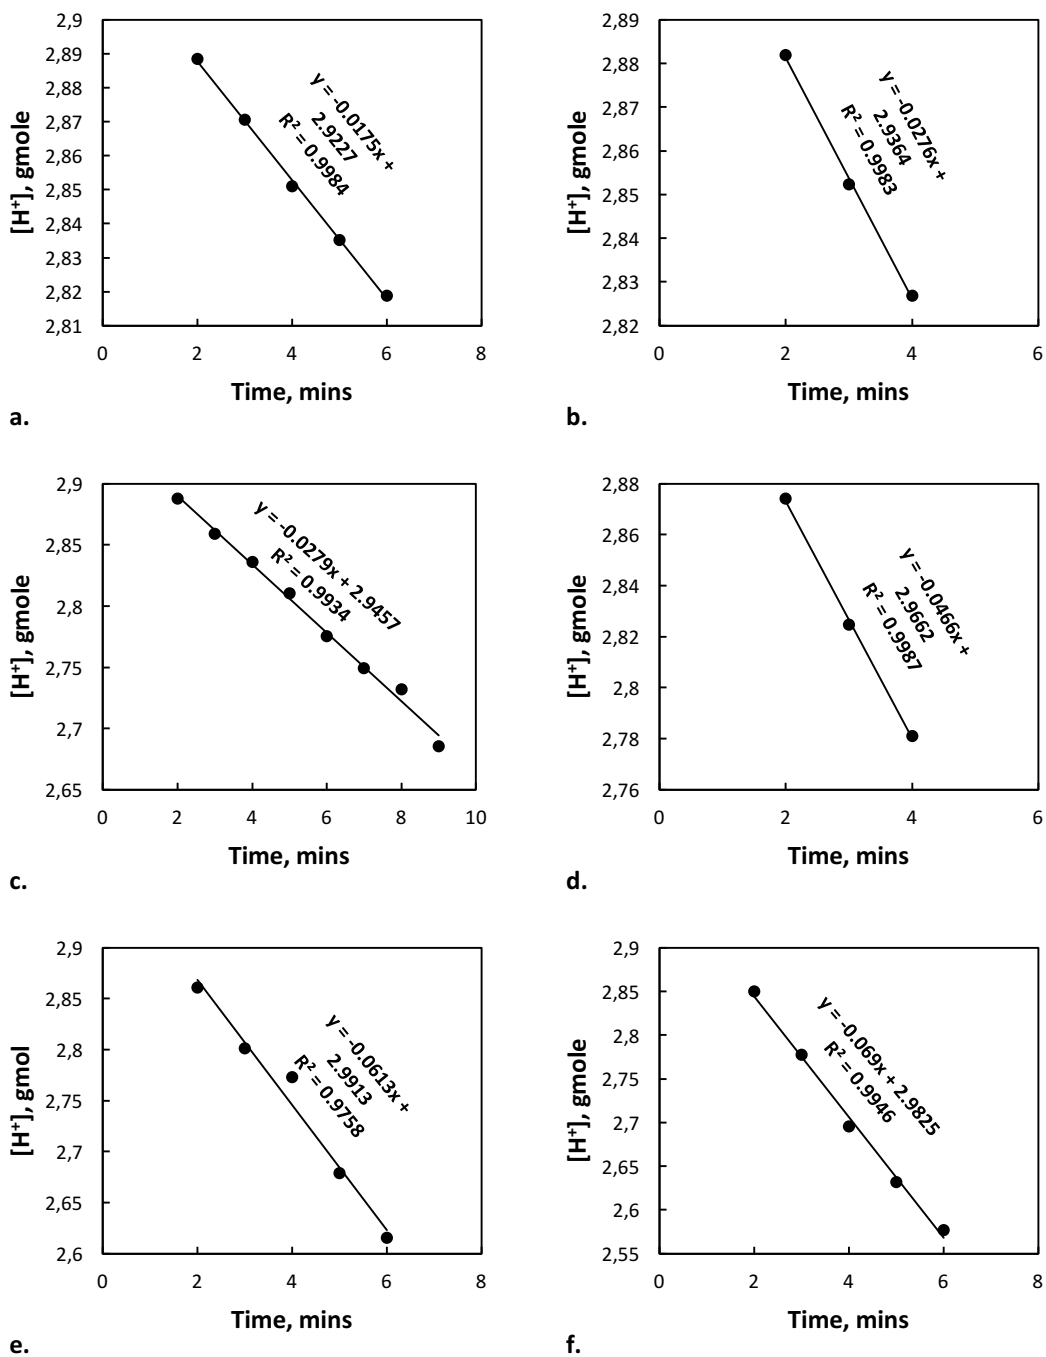 2,9
2,89
2,88
2,87
2,86
2,85
2,84
2,83
2,82
2,81
0 2 4 6 8
[H⁺], gmole
Time, mins
y = -0.0175x +
2.9227
R² = 0.9984
a.
2,89
2,88
2,87
2,86
2,85
2,84
2,83
2,82
0 2 4 6
[H⁺], gmole
Time, mins
y = -0.0276x +
2.9364
R² = 0.9983
b.
2,9
2,85
2,8
2,75
2,7
2,65
0 2 4 6 8 10
[H⁺], gmole
Time, mins
y = -0.0279x + 2.9457
R² = 0.9934
c.
2,88
2,86
2,84
2,82
2,8
2,78
2,76
0 2 4 6
[H⁺], gmole
Time, mins
y = -0.0466x +
2.9662
R² = 0.9987
d.
2,9
2,85
2,8
2,75
2,7
2,65
2,6
0 2 4 6 8
[H⁺], gmol
Time, mins
y = -0.0613x +
2.9913
R² = 0.9758
e.
2,9
2,85
2,8
2,75
2,7
2,65
2,6
2,55
0 2 4 6 8
[H⁺], gmole
Time, mins
y = -0.069x + 2.9825
R² = 0.9946
f.